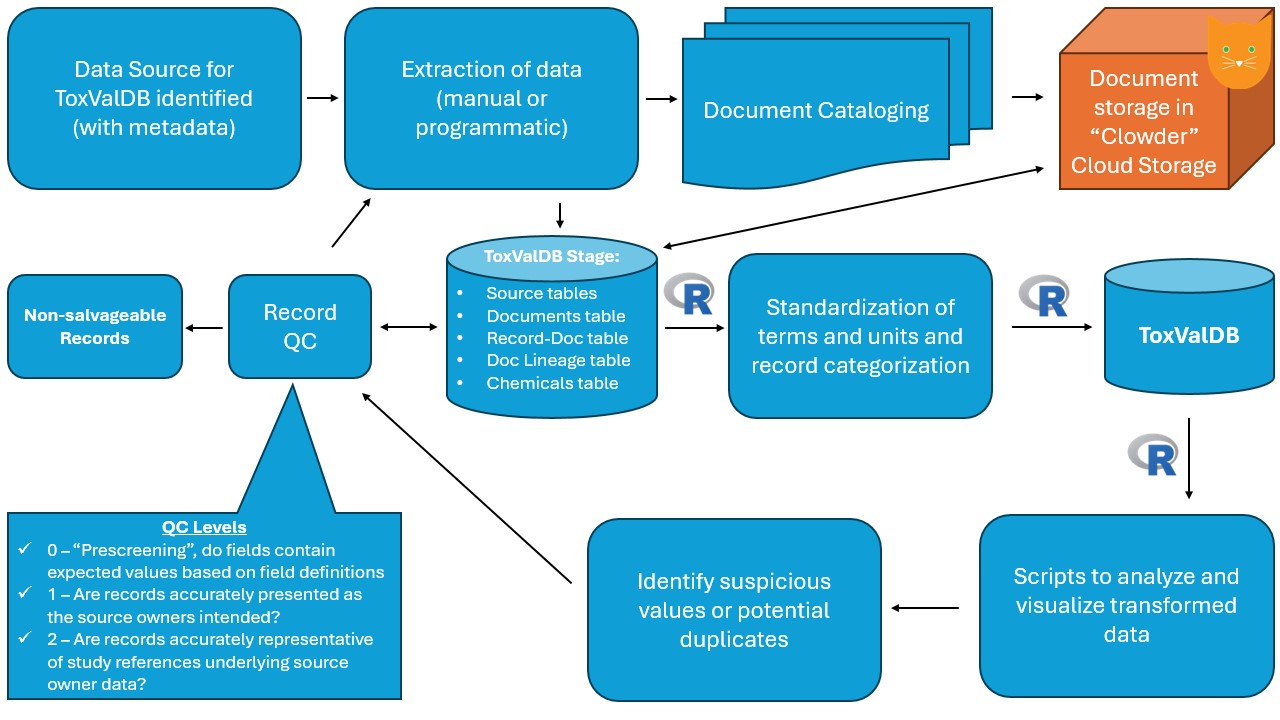 Data Source for
ToxValDB identified
(with metadata)
Extraction of data
(manual or
programmatic)
Document Cataloging
Document
storage in
“Clowder”
Cloud Storage
Non-salvageable
Records
Record
QC
ToxValDB Stage:
• Source tables
• Documents table
• Record-Doc table
• Doc Lineage table
• Chemicals table
R
Standardization of
terms and units and
record categorization
R
ToxValDB
R
QC Levels
✓ 0 – “Prescreening”, do fields contain
expected values based on field definitions
✓ 1 – Are records accurately presented as
the source owners intended?
✓ 2 – Are records accurately representative
of study references underlying source
owner data?
Identify suspicious
values or potential
duplicates
Scripts to analyze and
visualize transformed
data